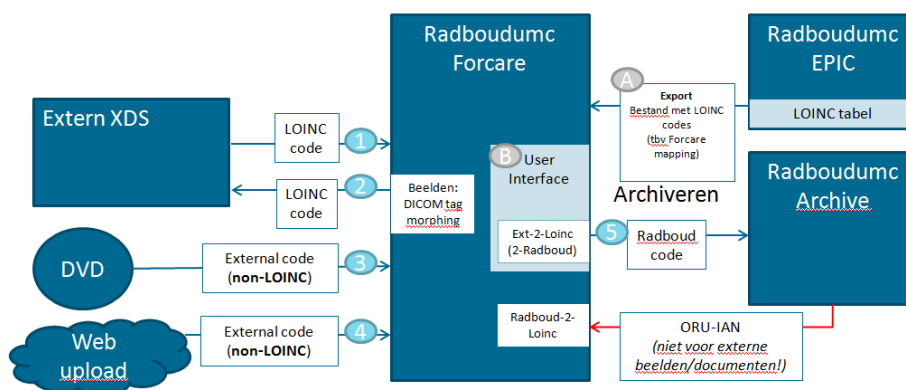 Radboudumc
Forcare
Radboudumc
EPIC
LOINC tabel
A
Export
Bestand met LOINC
codes
(tbv Forcare
mapping)
Extern XDS
LOINC
code
1
LOINC
code
2
Beelden:
DICOM tag
morphing
B
User
Interface
Ext-2-Loinc
(2-Radboud)
Archiveren
5
Radboud
code
Radboudumc
Archive
DVD
External code
(non-LOINC)
3
Web
upload
External code
(non-LOINC)
4
Radboud-2-
Loinc
ORU-IAN
(niet voor externe
beelden/documenten!)